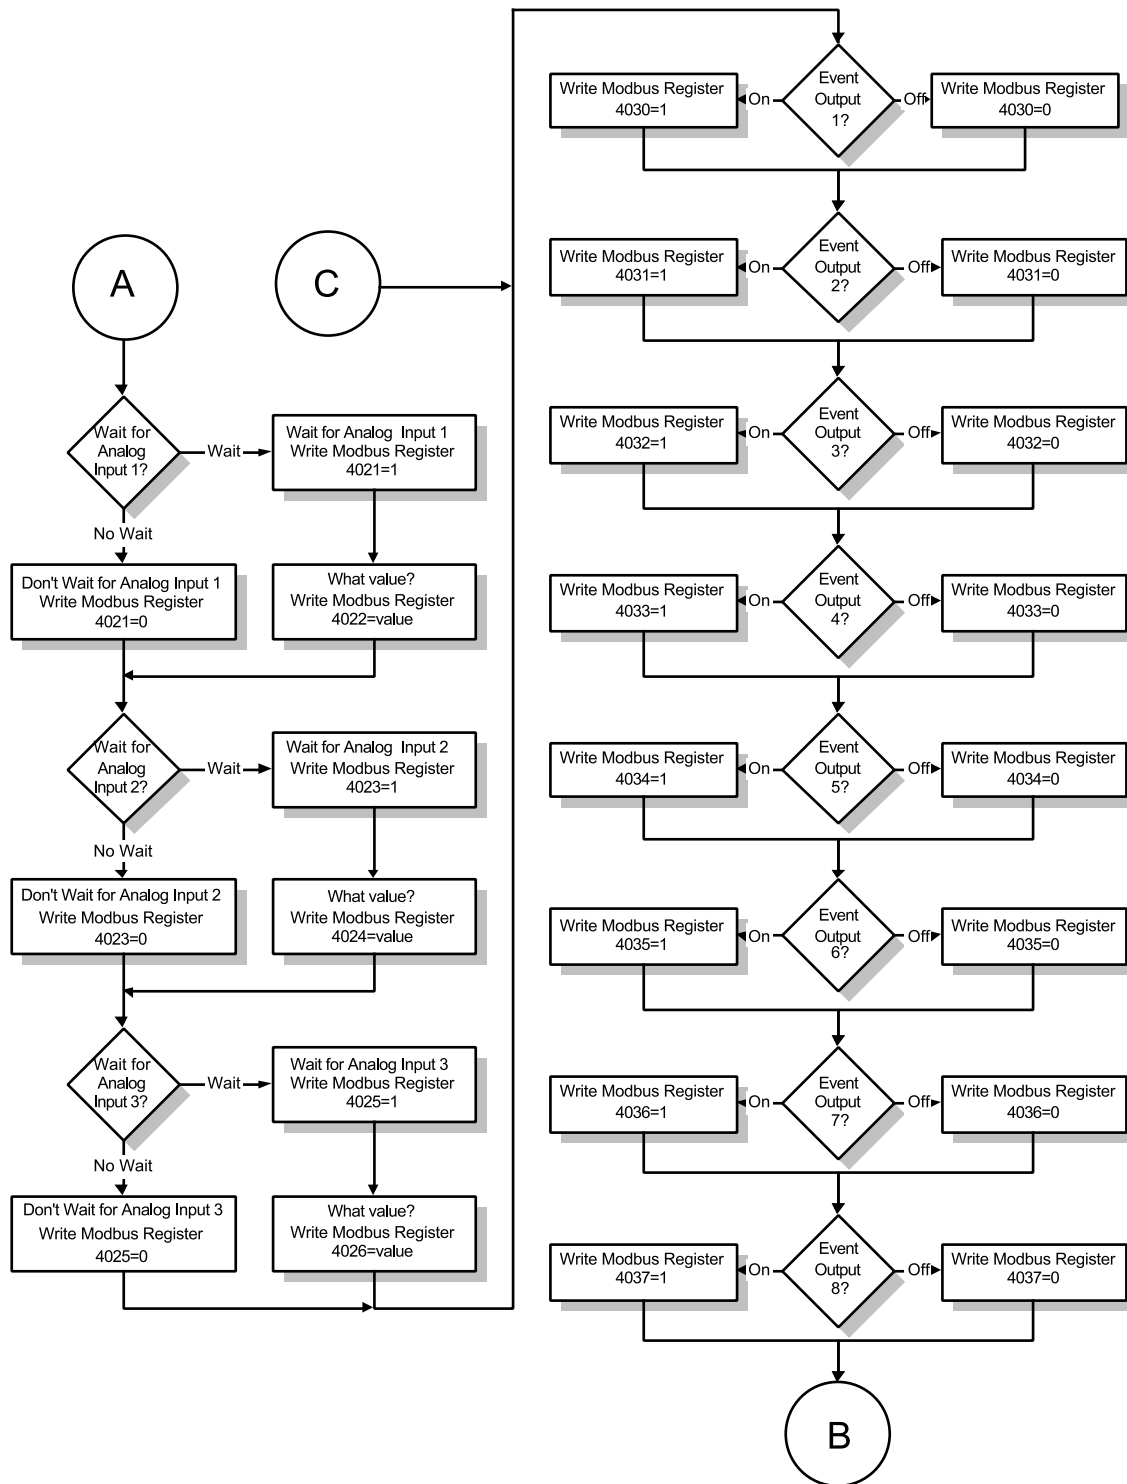 A
C
Wait for
Analog
Input 1?
Wait
Wait for Analog Input 1
Write Modbus Register
4021=1
No Wait
Don't Wait for Analog Input 1
Write Modbus Register
4021=0
What value?
Write Modbus Register
4022=value
Wait for
Analog
Input 2?
Wait
Wait for Analog Input 2
Write Modbus Register
4023=1
No Wait
Don't Wait for Analog Input 2
Write Modbus Register
4023=0
What value?
Write Modbus Register
4024=value
Wait for
Analog
Input 3?
Wait
Wait for Analog Input 3
Write Modbus Register
4025=1
No Wait
Don't Wait for Analog Input 3
Write Modbus Register
4025=0
What value?
Write Modbus Register
4026=value
Write Modbus Register
4030=1
On
Event
Output
1?
Off
Write Modbus Register
4030=0
Write Modbus Register
4031=1
On
Event
Output
2?
Off
Write Modbus Register
4031=0
Write Modbus Register
4032=1
On
Event
Output
3?
Off
Write Modbus Register
4032=0
Write Modbus Register
4033=1
On
Event
Output
4?
Off
Write Modbus Register
4033=0
Write Modbus Register
4034=1
On
Event
Output
5?
Off
Write Modbus Register
4034=0
Write Modbus Register
4035=1
On
Event
Output
6?
Off
Write Modbus Register
4035=0
Write Modbus Register
4036=1
On
Event
Output
7?
Off
Write Modbus Register
4036=0
Write Modbus Register
4037=1
On
Event
Output
8?
Off
Write Modbus Register
4037=0
B